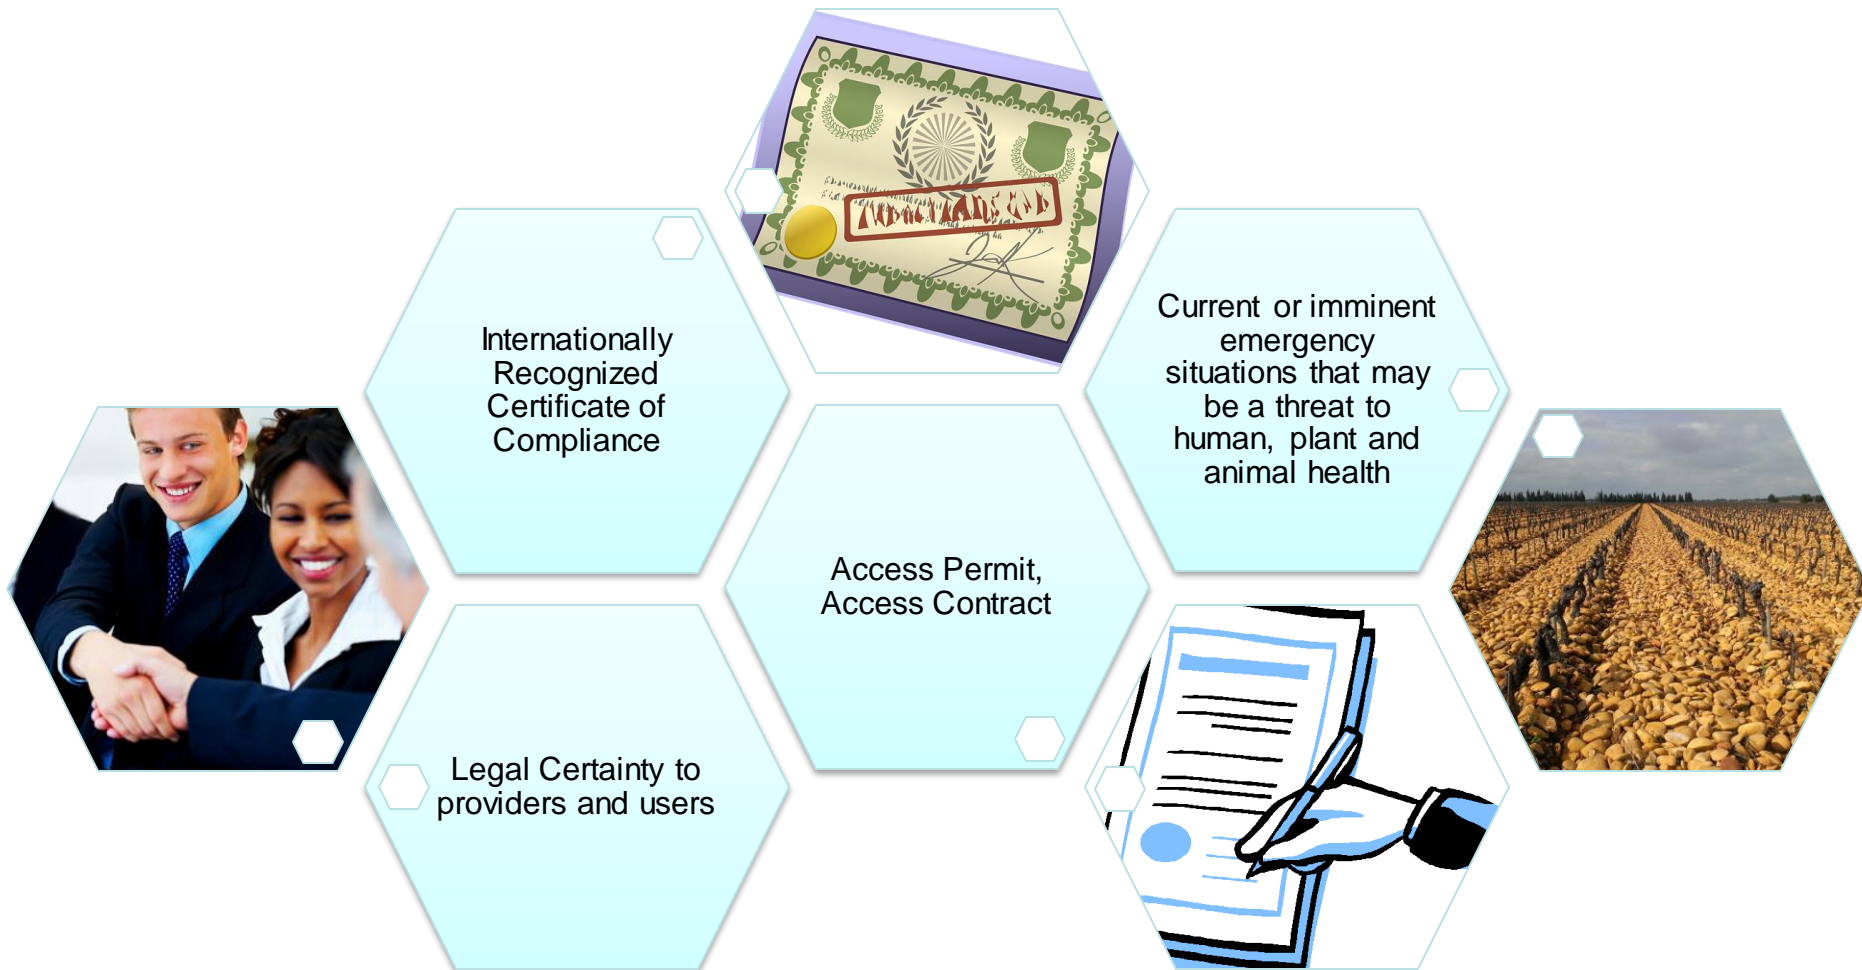 Internationally
Recognized
Certificate of
Compliance
Current or imminent
emergency
situations that may
be a threat to
human, plant and
animal health
Access Permit,
Access Contract
Legal Certainty to
providers and users